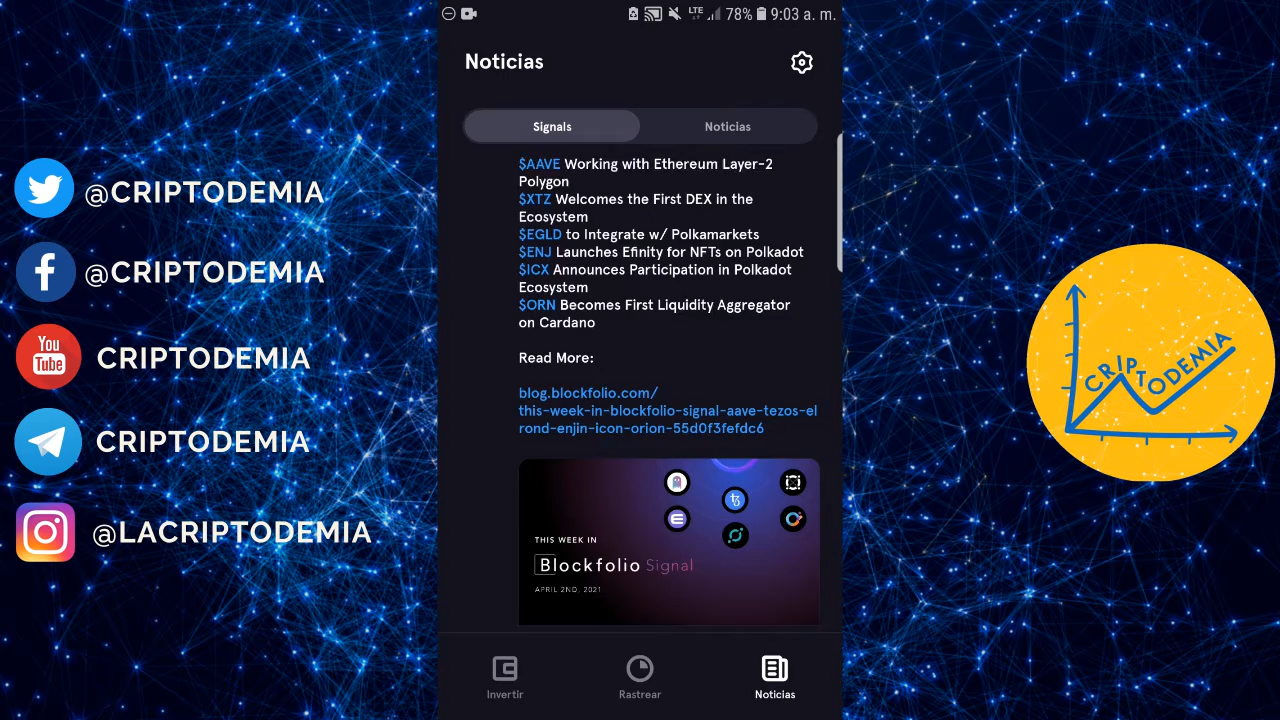 @CRIPTODEMIA
@CRIPTODEMIA
You
Tube
CRIPTODEMIA
CRIPTODEMIA
@LACRIPTODEMIA
LTE
78%
9:03 a. m.
Noticias
Signals
Noticias
$AAVE Working with Ethereum Layer-2
Polygon
$XTZ Welcomes the First DEX in the
Ecosystem
$EGLD to Integrate w/ Polkamarkets
$ENJ Launches Efinity for NFTs on Polkadot
$ICX Announces Participation in Polkadot
Ecosystem
$ORN Becomes First Liquidity Aggregator
on Cardano
Read More:
blog.blockfolio.com/
this-week-in-blockfolio-signal-aave-tezos-el
rond-enjin-icon-orion-55d0f3fefdc6
THIS WEEK IN
Blockfolio Signal
APRIL 2ND, 2021
Invertir
Rastrear
Noticias
CRIPTODEMIA